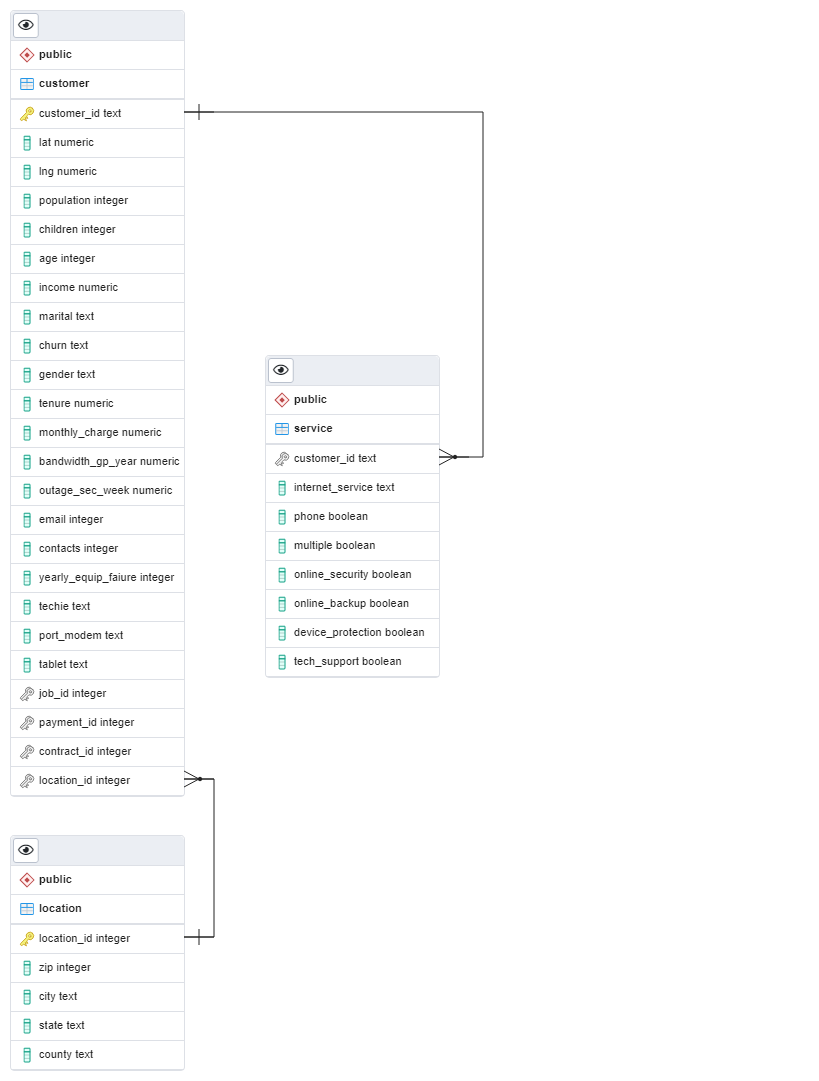 public
customer
customer_id text
lat numeric
lng numeric
population integer
children integer
age integer
income numeric
marital text
churn text
gender text
tenure numeric
monthly_charge numeric
bandwidth_gp_year numeric
outage_sec_week numeric
email integer
contacts integer
yearly_equip_faiure integer
techie text
port_modem text
tablet text
job_id integer
payment_id integer
contract_id integer
location_id integer
public
service
customer_id text
internet_service text
phone boolean
multiple boolean
online_security boolean
online_backup boolean
device_protection boolean
tech_support boolean
public
location
location_id integer
zip integer
city text
state text
county text